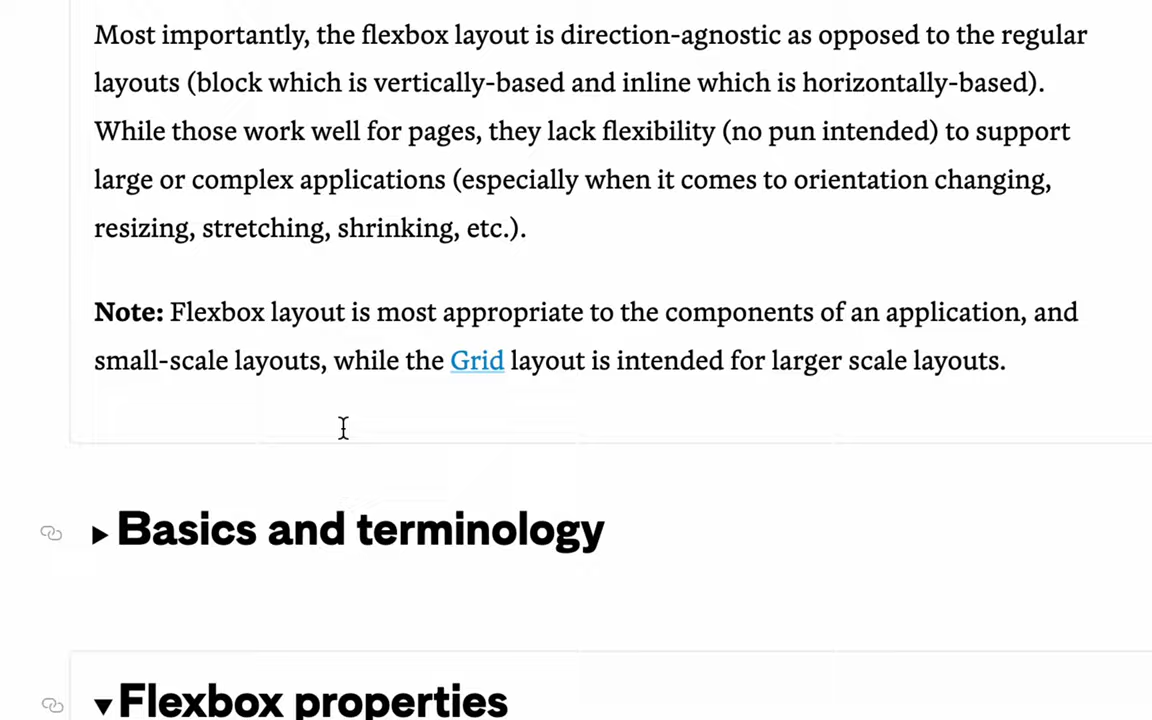 Most importantly, the flexbox layout is direction-agnostic as opposed to the regular
layouts (block which is vertically-based and inline which is horizontally-based).
While those work well for pages, they lack flexibility (no pun intended) to support
large or complex applications (especially when it comes to orientation changing,
resizing, stretching, shrinking, etc.).
Note: Flexbox layout is most appropriate to the components of an application, and
small-scale layouts, while the Grid layout is intended for larger scale layouts.
Basics and terminology
Flexbox properties